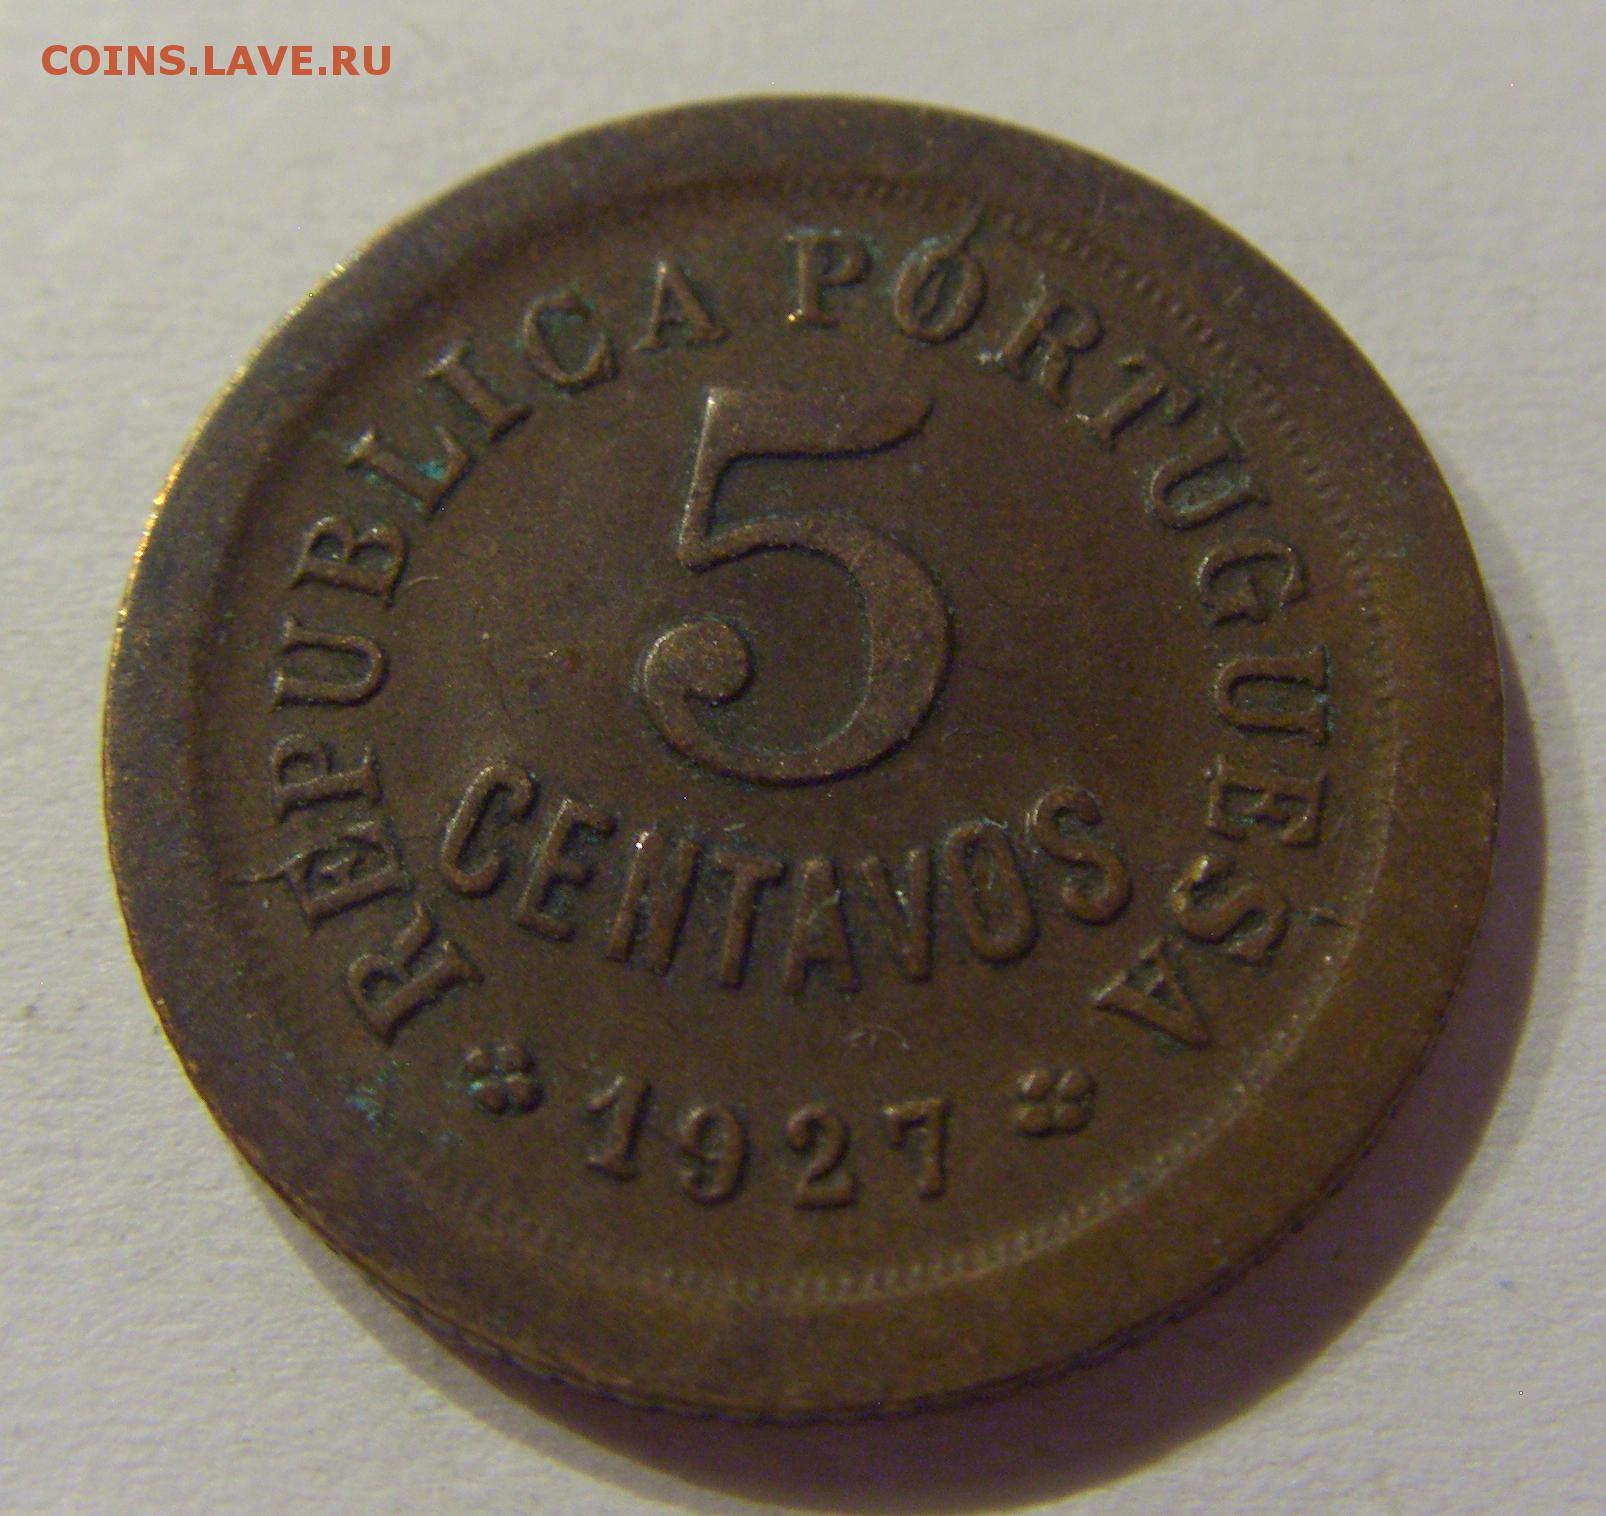 COINS.LAVE.RU
REPUBLICA PORTUGUESA
5
CENTAVOS
1927